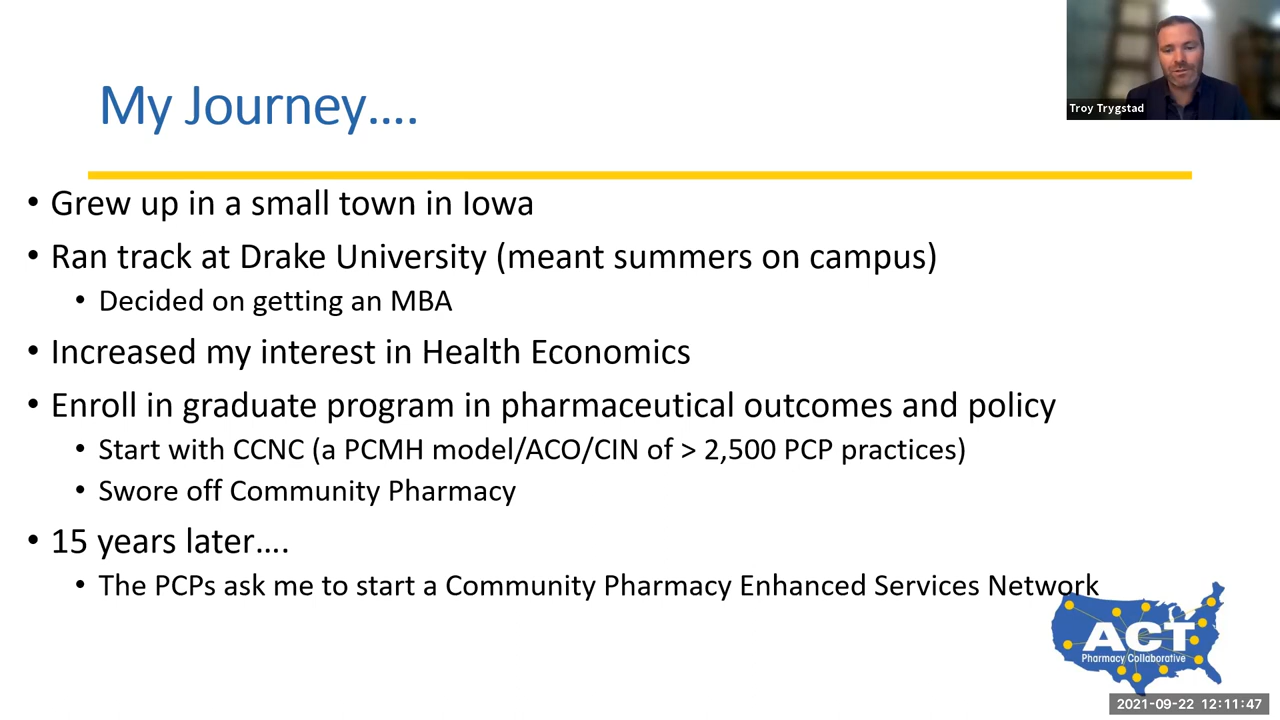 Troy Trygstad
My Journey....
• Grew up in a small town in Iowa
• Ran track at Drake University (meant summers on campus)
• Decided on getting an MBA
• Increased my interest in Health Economics
• Enroll in graduate program in pharmaceutical outcomes and policy
• Start with CCNC (a PCMH model/ACO/CIN of > 2,500 PCP practices)
• Swore off Community Pharmacy
• 15 years later....
• The PCPs ask me to start a Community Pharmacy Enhanced Services Network
ACT
Pharmacy Collaborative
2021-09-22 12:11:47